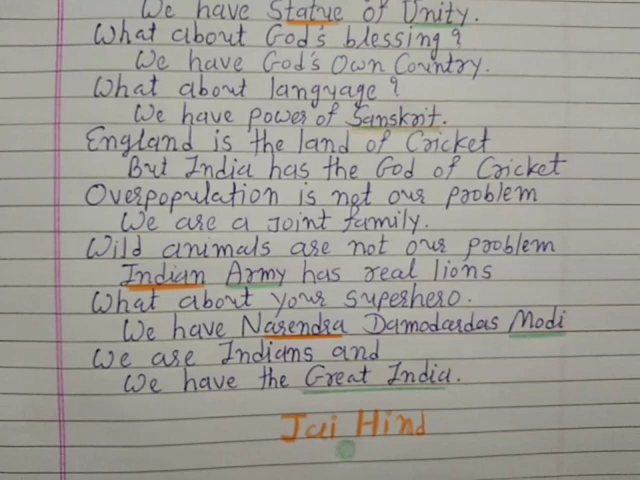 We have Statue of Unity.
What about God's blessing?
We have God's Own Country.
What about language?
We have power of Sanskrit.
England is the land of Cricket
But India has the God of Cricket
Overpopulation is not our problem
We are a Joint family.
Wild animals are not our problem
Indian Army has real lions
What about your superhero.
We have Narendra Damodardas Modi
We are Indians and
We have the Great India.
Jai Hind